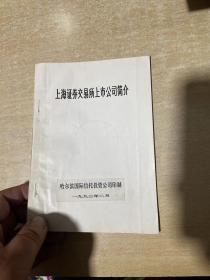 上海证券交易所上市公司简介
哈尔滨国际信托投资公司印制
一九九二年八月